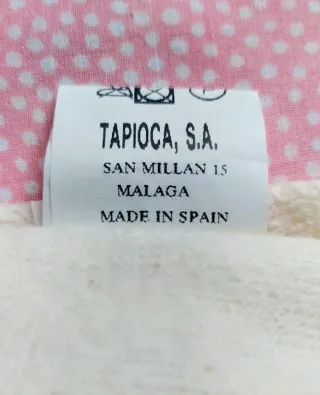 TAPIOCA, S.A.
SAN MILLAN 15
MALAGA
MADE IN SPAIN